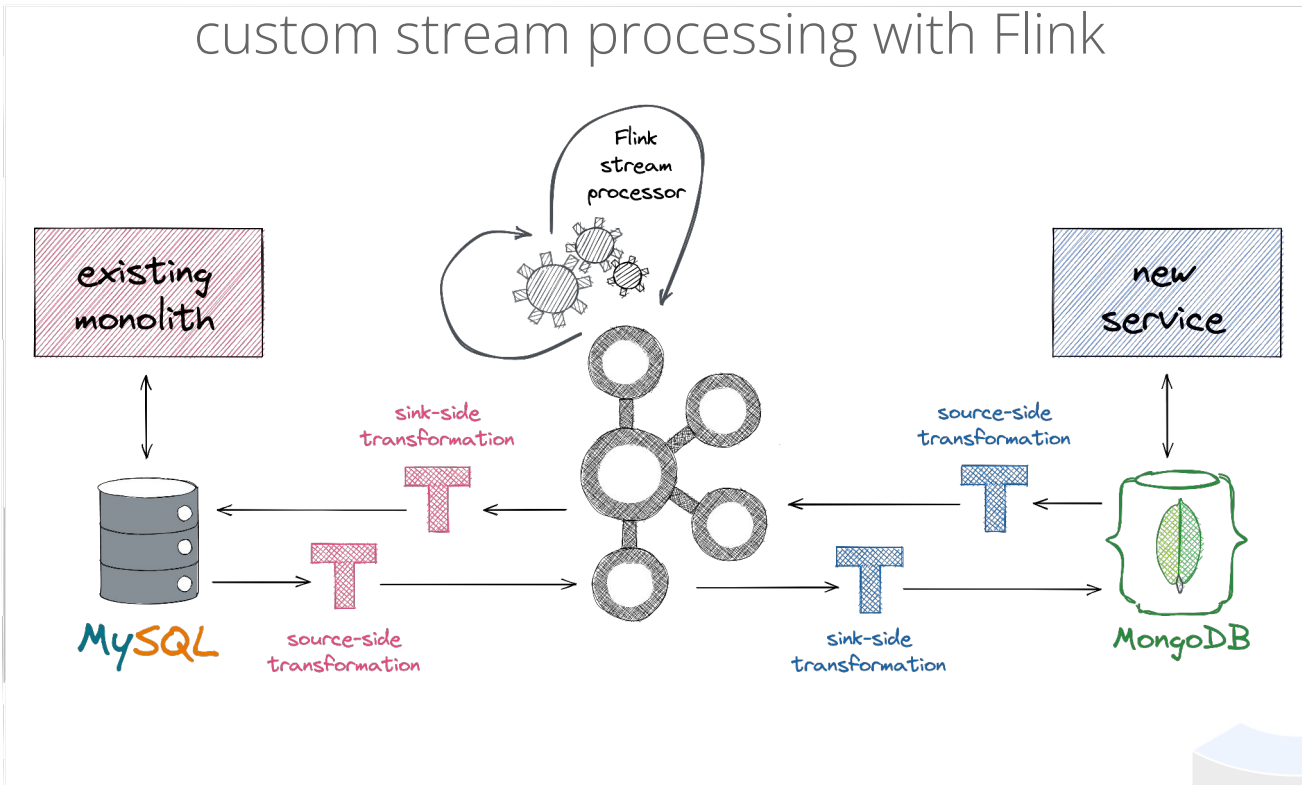 custom stream processing with Flink
Flink
stream
processor
existing
monolith
new
service
sink-side
transformation
source-side
transformation
MySQL
source-side
transformation
sink-side
transformation
MongoDB